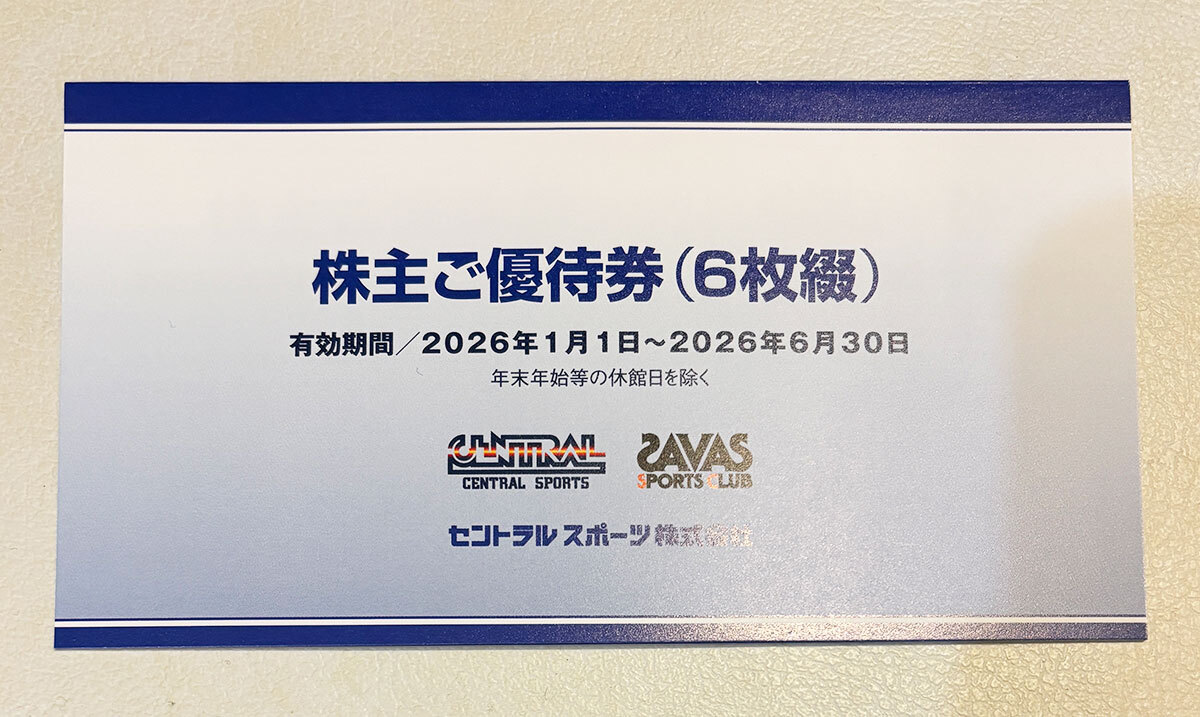 株主ご優待券（6枚綴）
有効期間／2026年1月1日～2026年6月30日
年末年始等の休館日を除く
CENTRAL SAVAS
CENTRAL SPORTS SPORTS CLUB
セントラルスポーツ株式会社